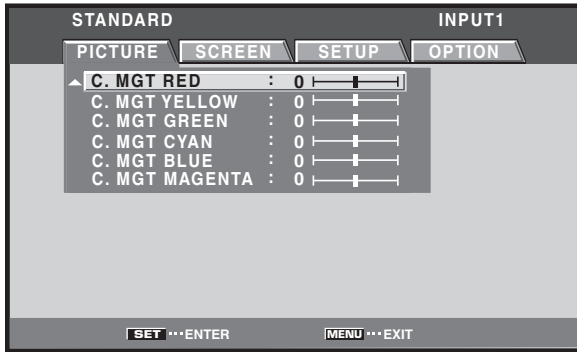 STANDARD INPUT1
PICTURE SCREEN SETUP OPTION
C. MGT RED : 0
C. MGT YELLOW : 0
C. MGT GREEN : 0
C. MGT CYAN : 0
C. MGT BLUE : 0
C. MGT MAGENTA : 0
SET ···ENTER MENU ···EXIT